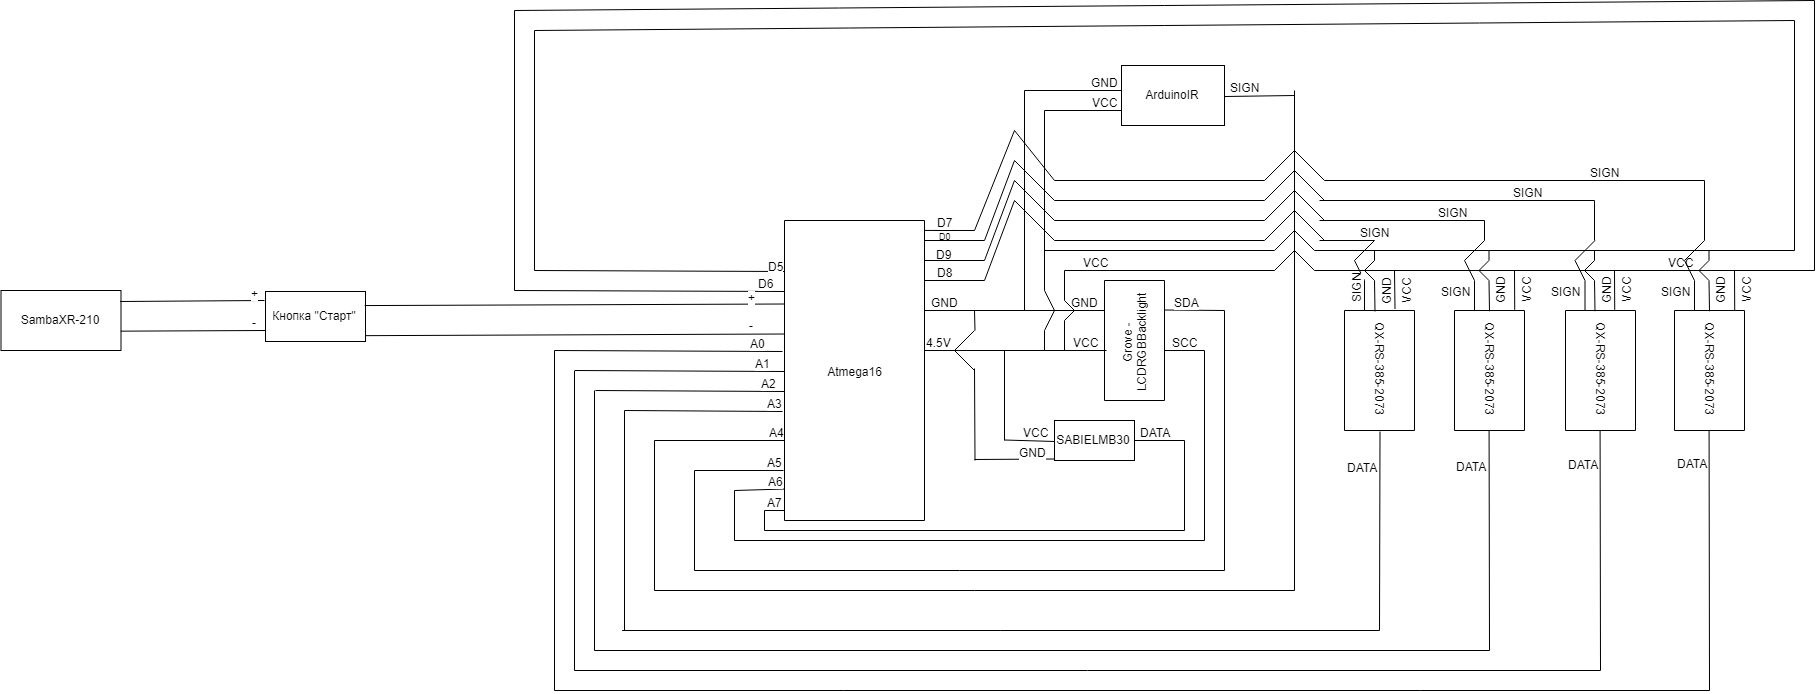 GND
ArduinoIR
SIGN
VCC
SIGN
SIGN
SIGN
D7
SIGN
D0
D9
D5
D8
VCC
VCC
D6
+
+
GND
GND
SDA
SIGN
GND
VCC
SIGN
GND
VCC
SIGN
GND
VCC
SIGN
GND
VCC
SambaXR-210
Кнопка "Старт"
-
-
A0
4.5V
VCC
SCC
Grove -
LCDRGBBacklight
QX-RS-385-2073
QX-RS-385-2073
QX-RS-385-2073
QX-RS-385-2073
A1
Atmega16
A2
A3
A4
VCC
SABIELMB30
DATA
GND
A5
DATA
DATA
DATA
DATA
A6
A7